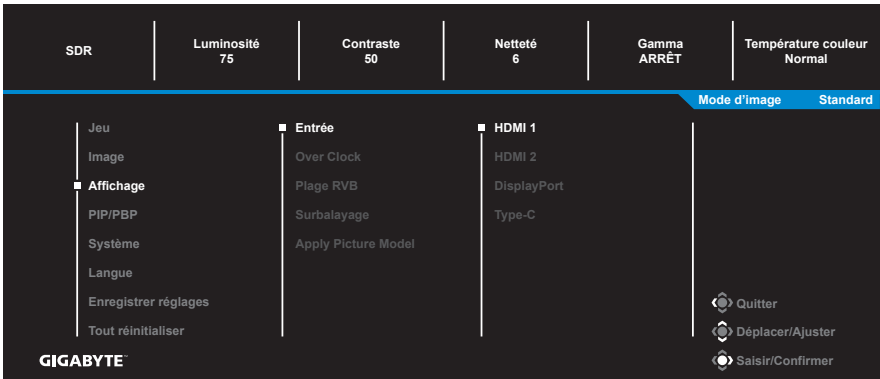 SDR
Luminosité
75
Contraste
50
Netteté
6
Gamma
ARRÊT
Température couleur
Normal
Mode d'image Standard
Jeu
Image
Affichage
PIP/PBP
Système
Langue
Enregistrer réglages
Tout réinitialiser
Entrée
Over Clock
Plage RVB
Surbalayage
Apply Picture Model
HDMI 1
HDMI 2
DisplayPort
Type-C
Quitter
Déplacer/Ajuster
Saisir/Confirmer
GIGABYTE™